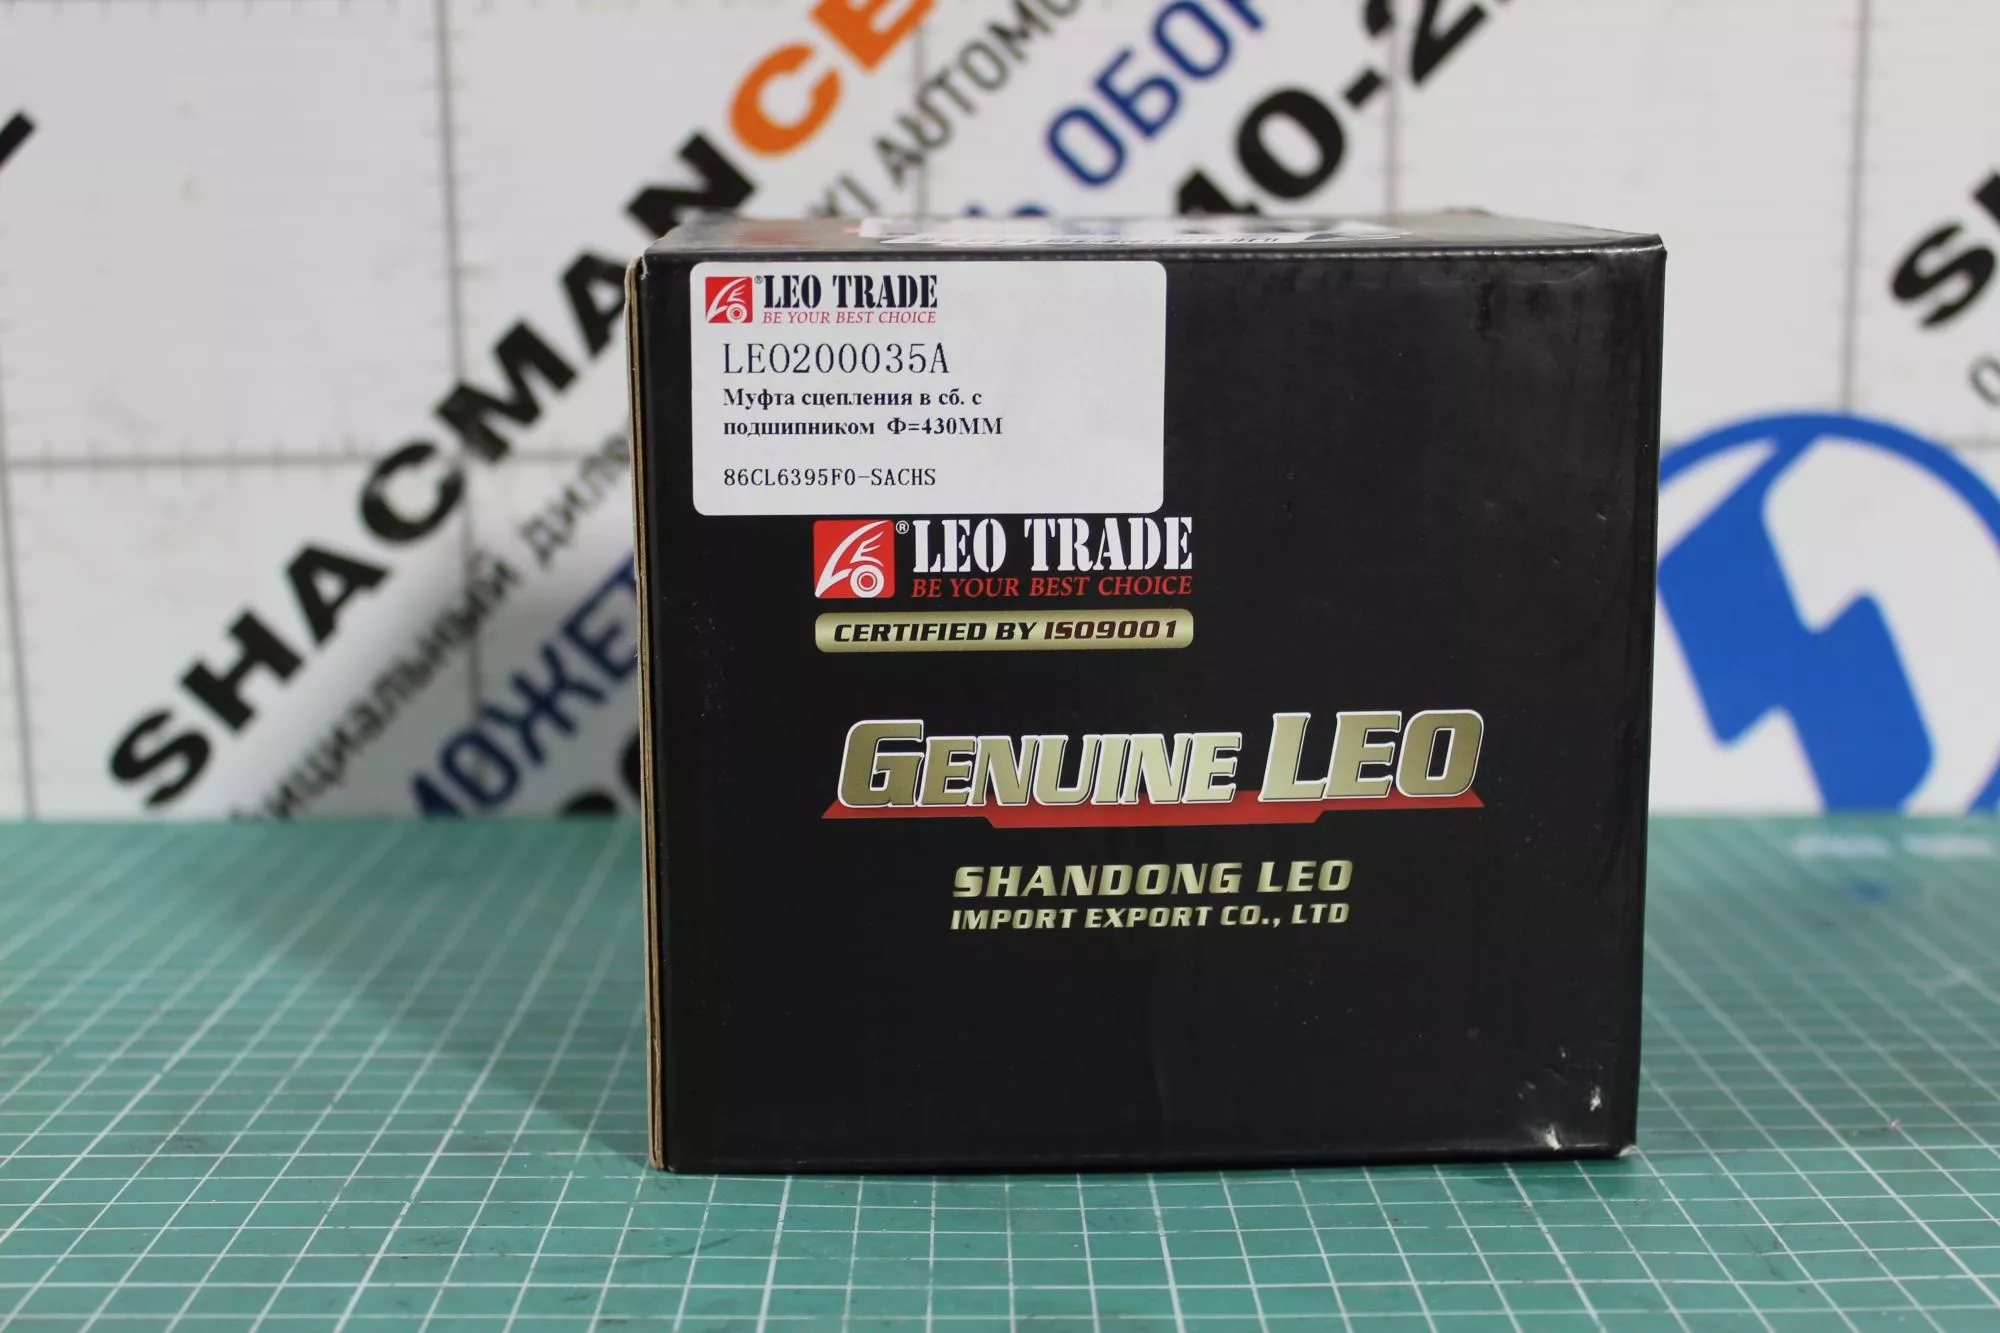 LEO TRADE
BE YOUR BEST CHOICE
LEO200035A
Муфта сцепления в сб. с
подшипником Ф=430ММ
86CL6395F0-SACHS
® LEO TRADE
BE YOUR BEST CHOICE
CERTIFIED BY ISO9001
GENUINE LEO
SHANDONG LEO
IMPORT EXPORT CO., LTD
SHACMAN